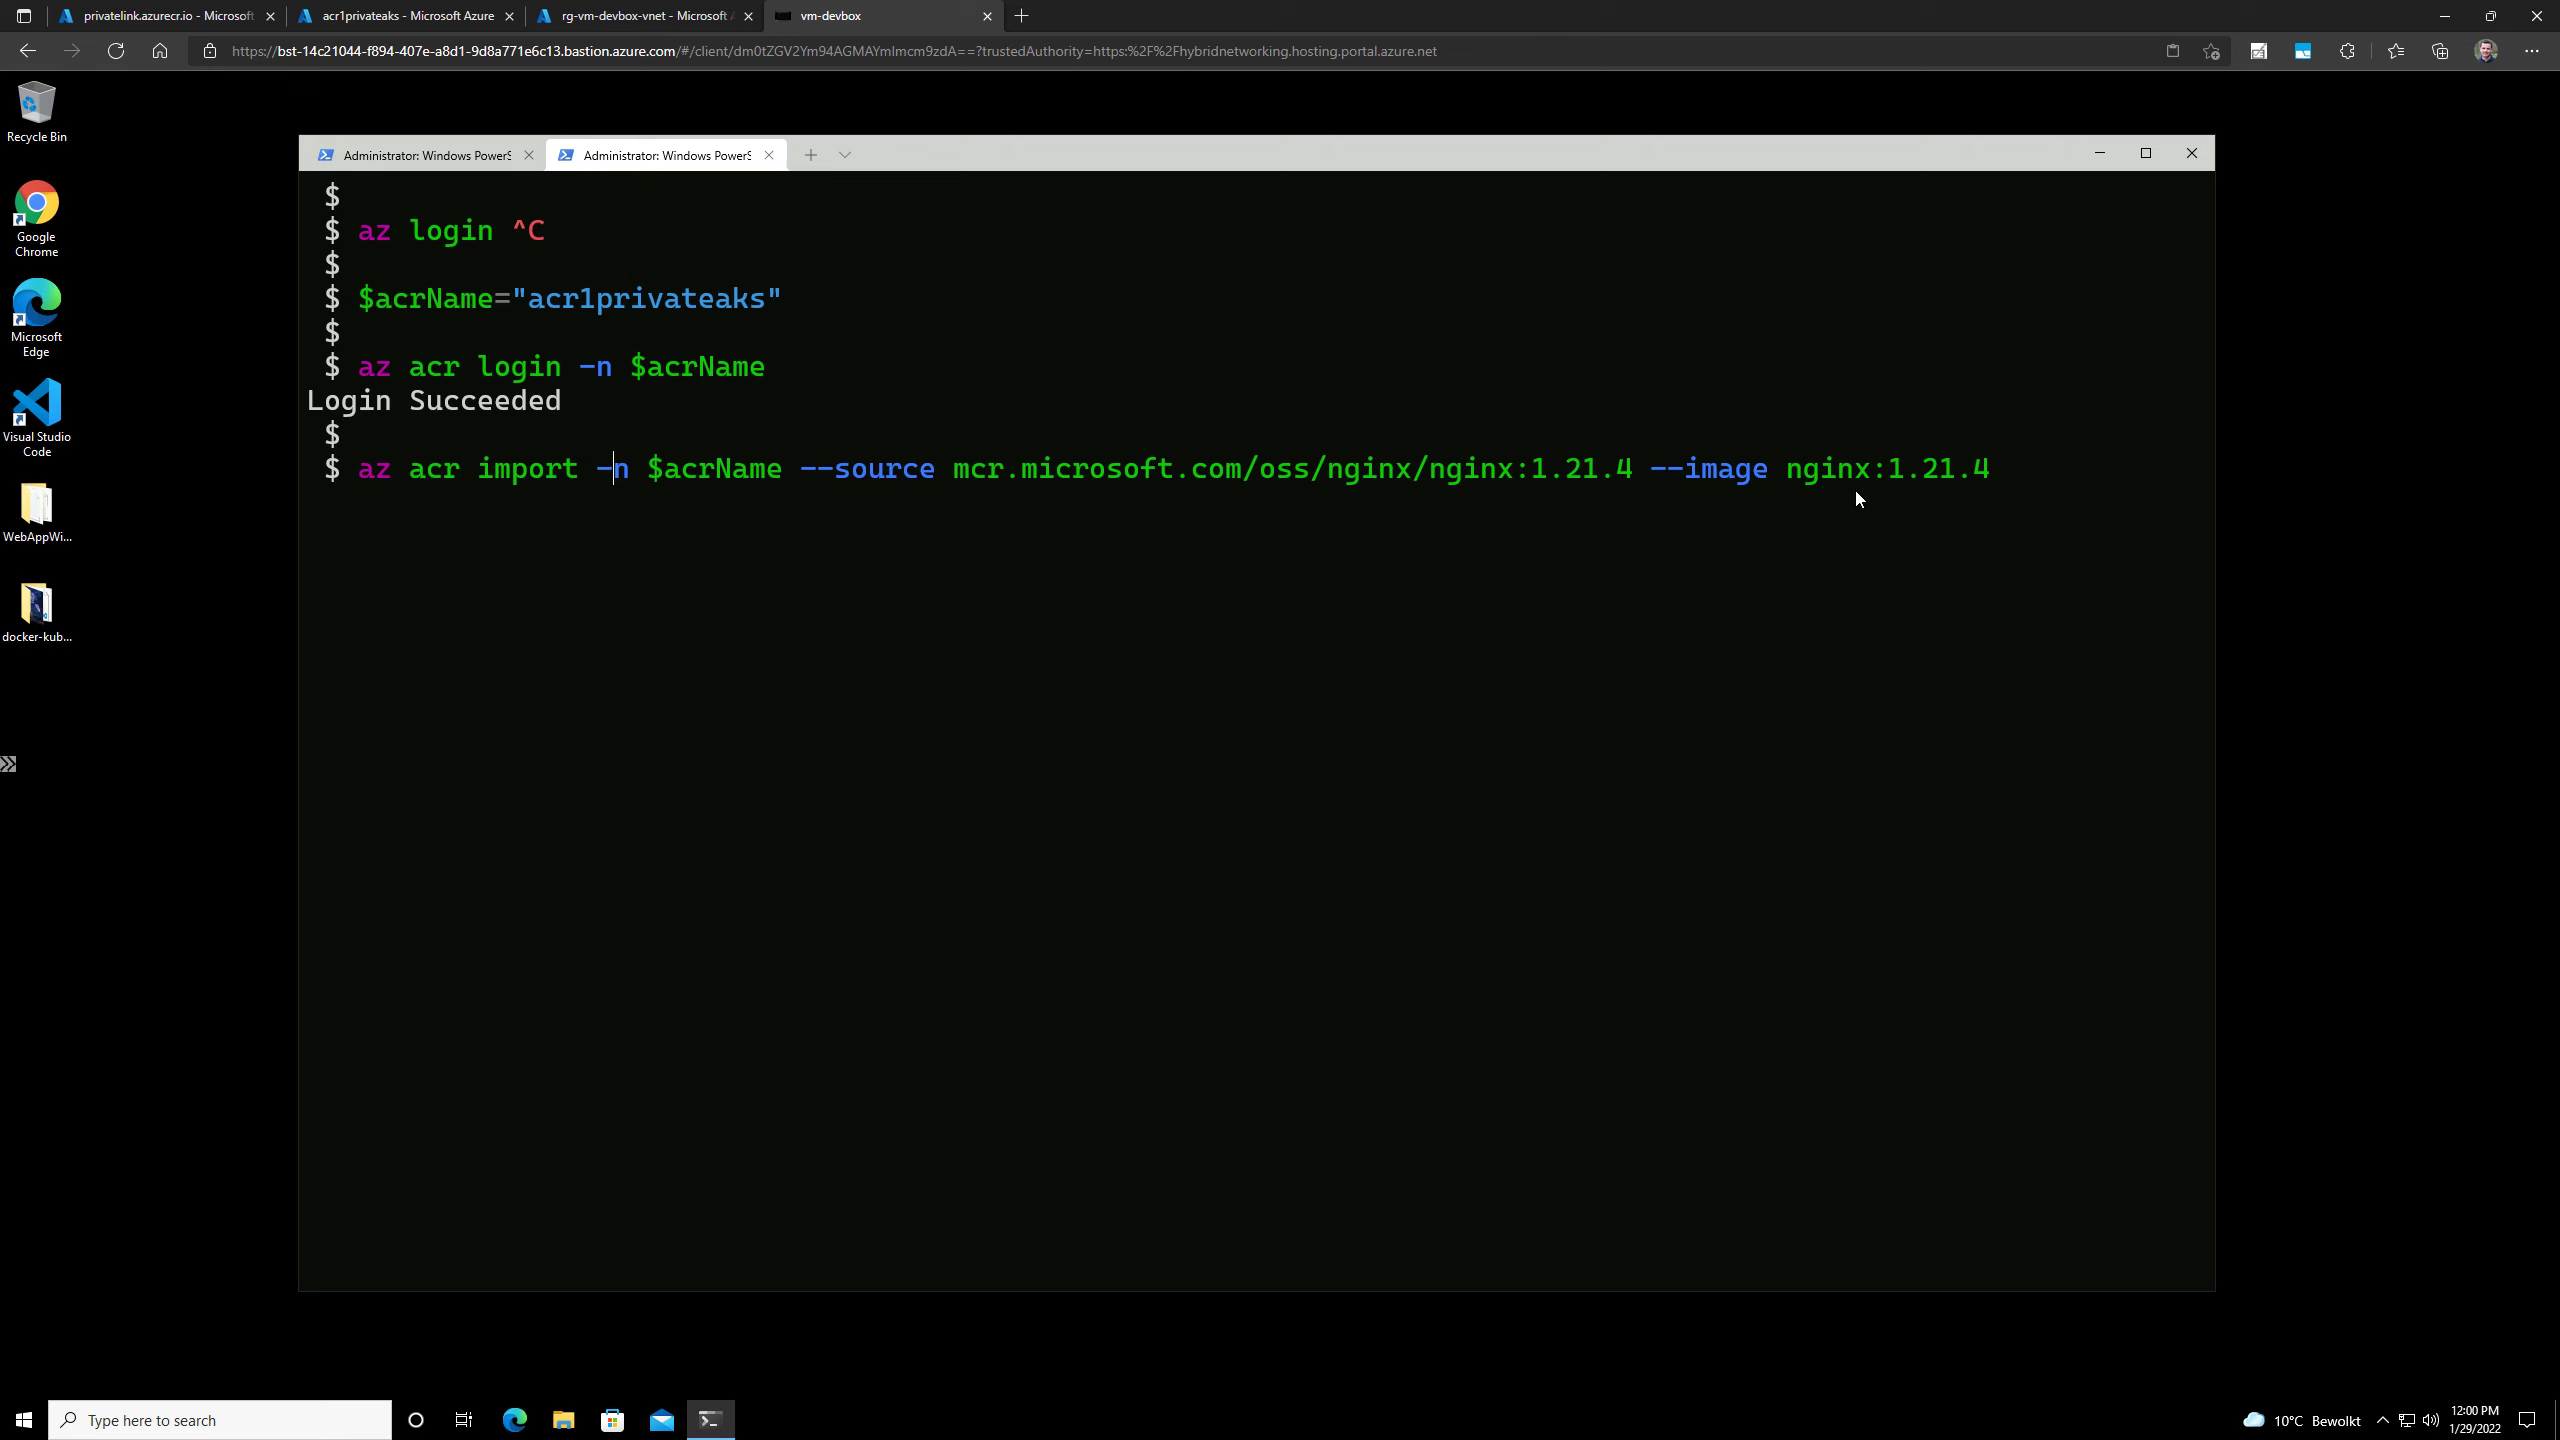 privatelink.azurecr.io - Microsoft
acr1privateaks - Microsoft Azure
rg-vm-devbox-vnet - Microsoft A
vm-devbox
https://bst-14c21044-f894-407e-a8d1-9d8a771e6c13.bastion.azure.com/#/client/dm0tZGV2Ym94AGMAYmlmcm9zdA==?trustedAuthority=https:%2F%2Fhybridnetworking.hosting.portal.azure.net
Recycle Bin
Google
Chrome
Microsoft
Edge
Visual Studio
Code
WebAppWi...
docker-kub...
Administrator: Windows PowerS
Administrator: Windows PowerS
$
$ az login ^C
$
$ $acrName="acr1privateaks"
$
$ az acr login -n $acrName
Login Succeeded
$
$ az acr import -n $acrName --source mcr.microsoft.com/oss/nginx/nginx:1.21.4 --image nginx:1.21.4
Type here to search
10°C Bewolkt
12:00 PM
1/29/2022